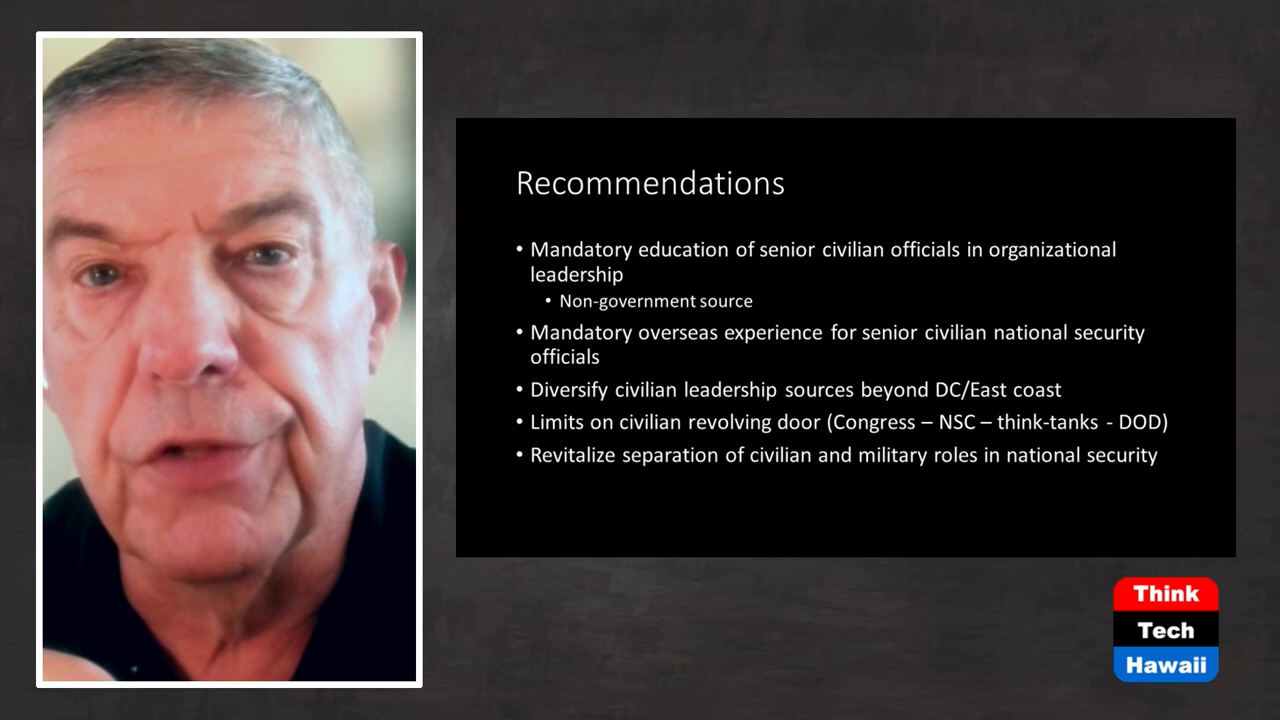 Recommendations
• Mandatory education of senior civilian officials in organizational
leadership
• Non-government source
• Mandatory overseas experience for senior civilian national security
officials
• Diversify civilian leadership sources beyond DC/East coast
• Limits on civilian revolving door (Congress – NSC – think-tanks - DOD)
• Revitalize separation of civilian and military roles in national security
Think
Tech
Hawaii